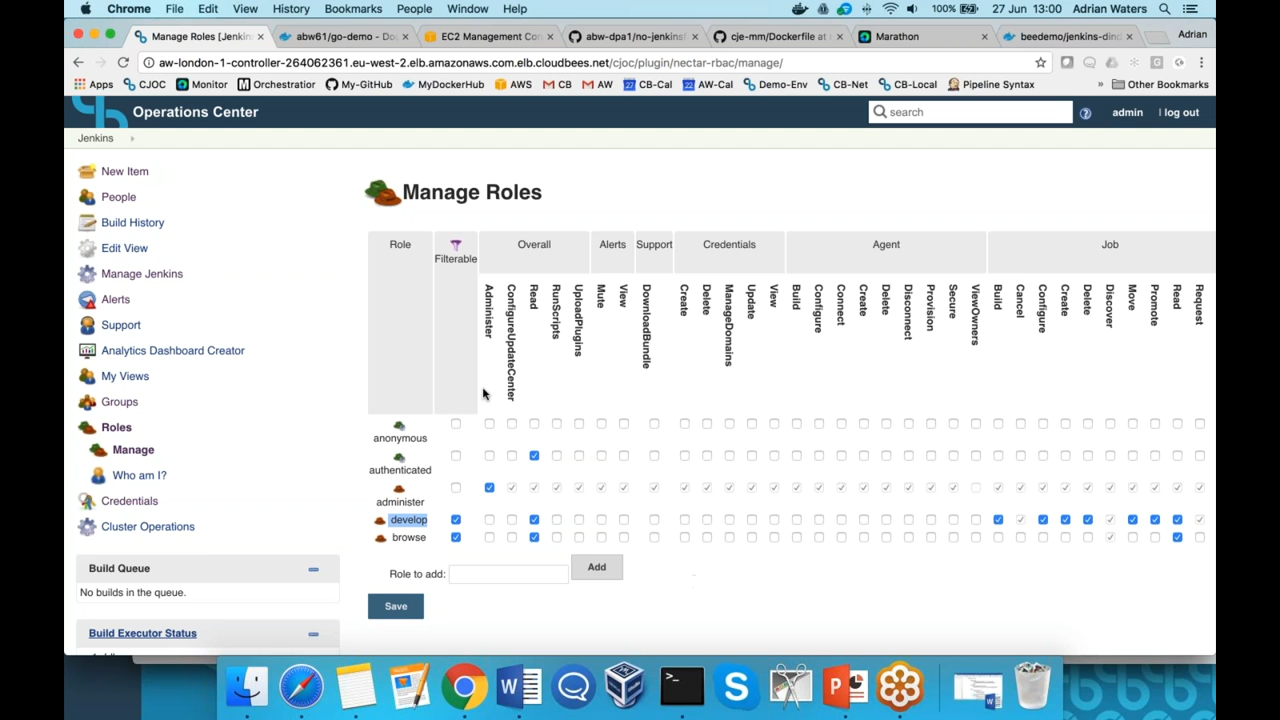 Chrome File Edit View History Bookmarks People Window Help 100% 27 Jun 13:00 Adrian Waters
Manage Roles [Jenkin × abw61/go-demo - Doc × EC2 Management Con × abw-dpa1/no-jenkinsf × cje-mm/Dockerfile at × Marathon × beedemo/jenkins-dind × Adrian
aw-london-1-controller-264062361.eu-west-2.elb.amazonaws.com.elb.cloudbees.net/cjoc/plugin/nectar-rbac/manage/
Apps CJOC Monitor Orchestratior My-GitHub MyDockerHub AWS CB AW CB-Cal AW-Cal Demo-Env CB-Net CB-Local Pipeline Syntax » Other Bookmarks
Operations Center search admin | log out
Jenkins
New Item
People
Build History
Edit View
Manage Jenkins
Alerts
Support
Analytics Dashboard Creator
My Views
Groups
Roles
Manage
Who am I?
Credentials
Cluster Operations
Build Queue
No builds in the queue.
Build Executor Status
Manage Roles
Role Filterable Overall Alerts Support Credentials Agent Job
Administer ConfigureUpdateCenter Read RunScripts UploadPlugins Mute View DownloadBundle Create Delete ManageDomains Update View Build Configure Connect Create Delete Disconnect Provision Secure ViewOwners Build Cancel Configure Create Delete Discover Move Promote Read Request
anonymous
authenticated
administer
develop
browse
Role to add: Add
Save